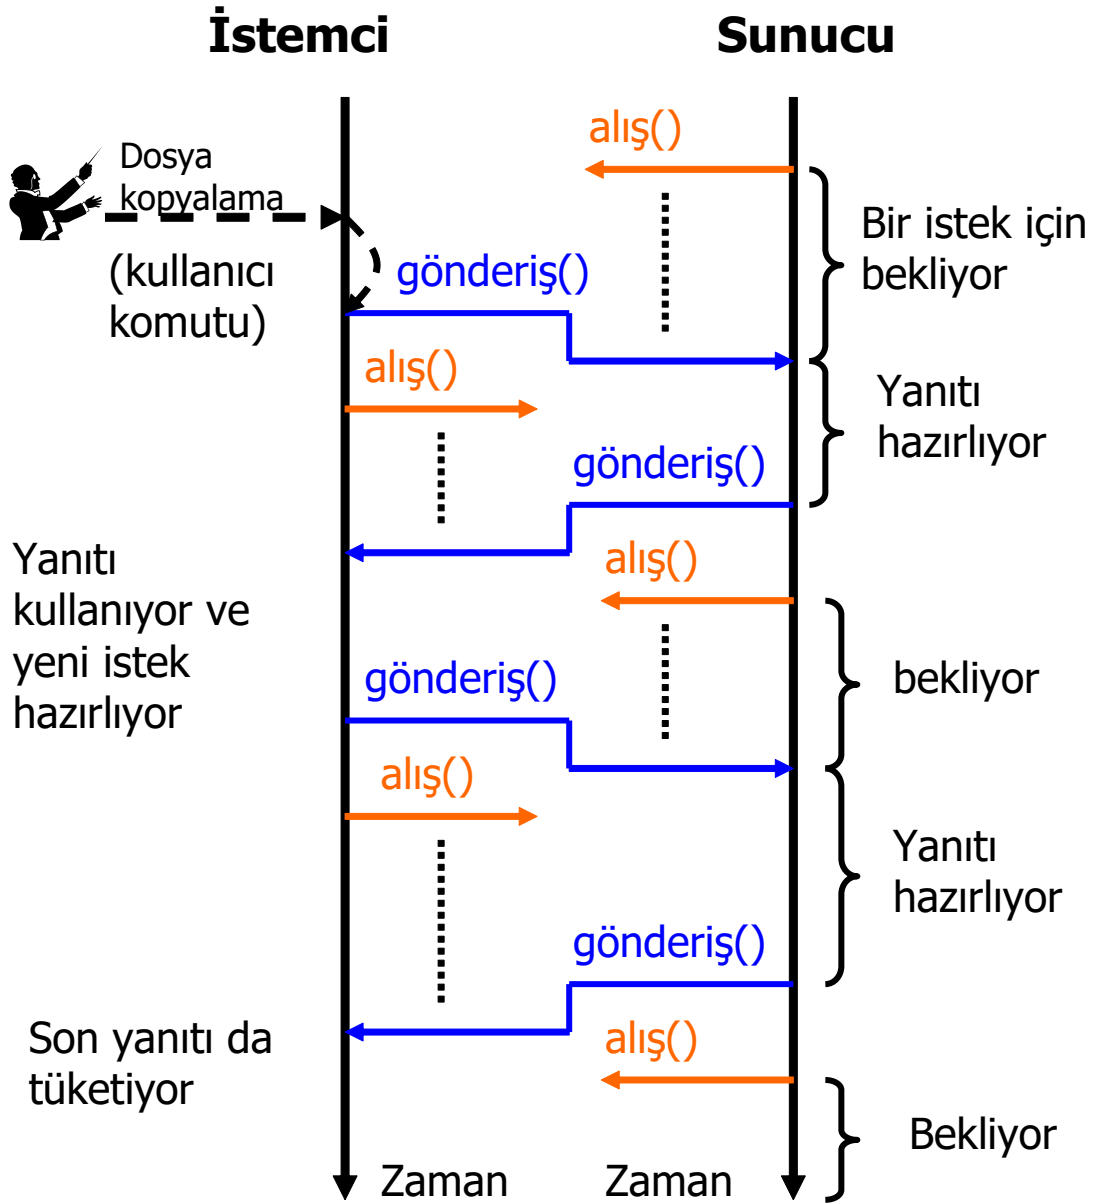 İstemci
Sunucu
alış()
Dosya
kopyalama
(kullanıcı
komutu)
gönderiş()
Bir istek için
bekliyor
alış()
Yanıtı
hazırlıyor
gönderiş()
Yanıtı
kullanıyor ve
yeni istek
hazırlıyor
alış()
gönderiş()
bekliyor
alış()
Yanıtı
hazırlıyor
gönderiş()
Son yanıtı da
tüketiyor
alış()
Bekliyor
Zaman
Zaman